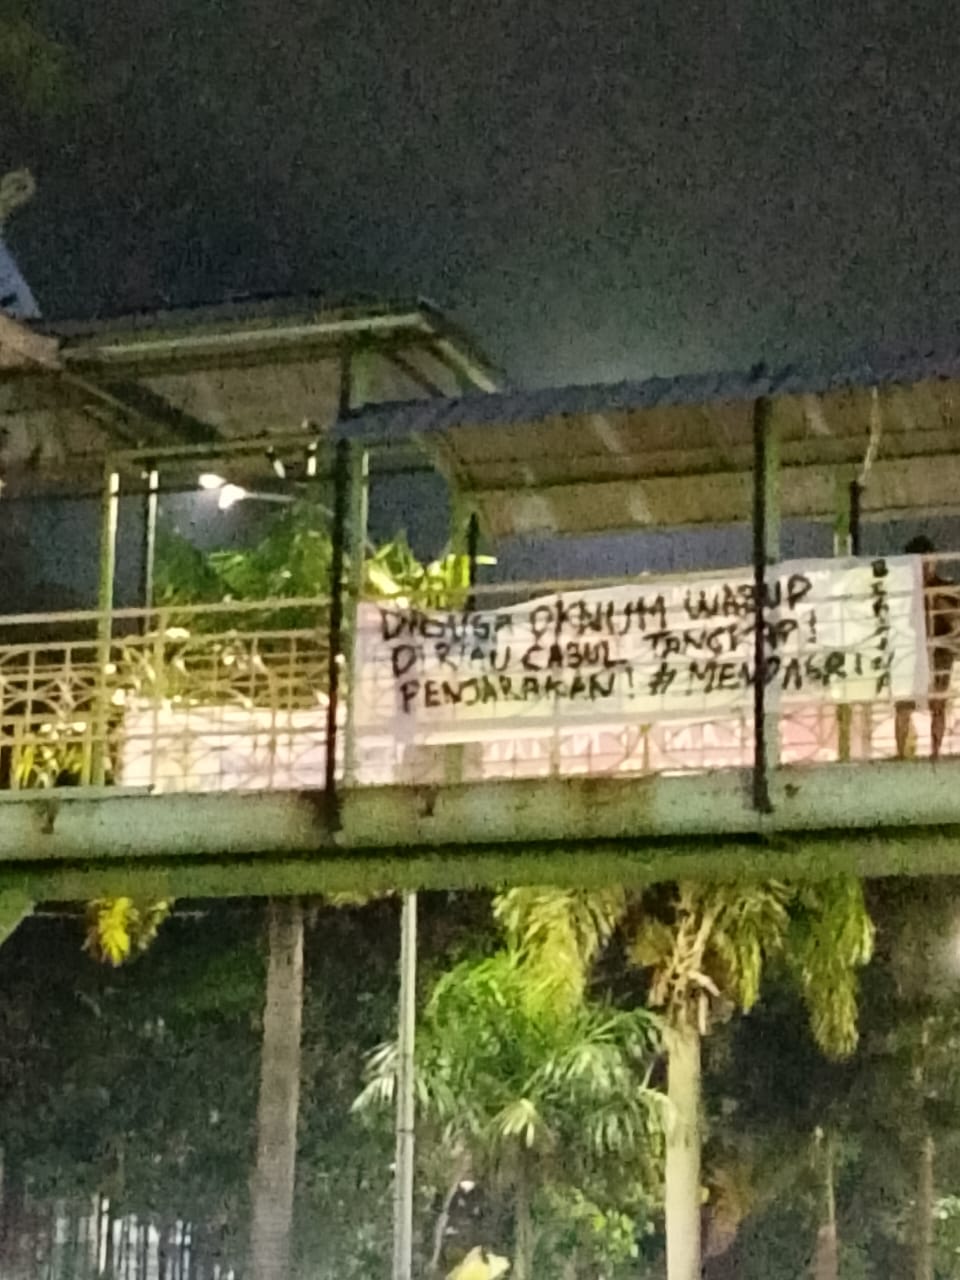 DIDUGA OKNUM WABUP
DI RIAU CABUL TANGKAP!
PENJARAKAN! # MENDAGRI